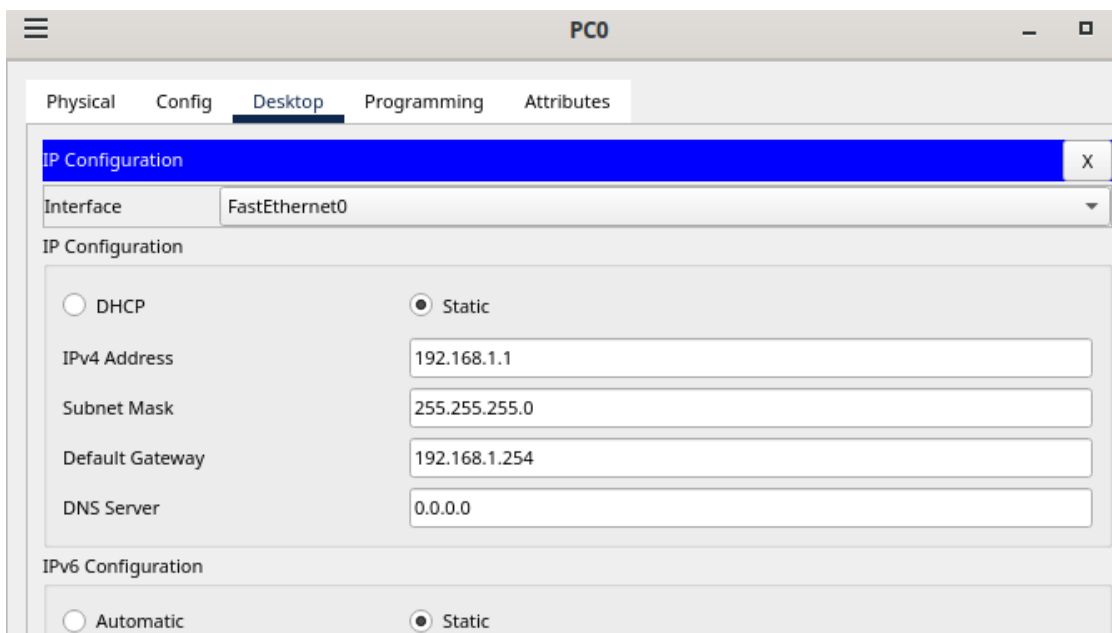 PC0
Physical Config Desktop Programming Attributes
IP Configuration X
Interface FastEthernet0
IP Configuration
DHCP Static
IPv4 Address 192.168.1.1
Subnet Mask 255.255.255.0
Default Gateway 192.168.1.254
DNS Server 0.0.0.0
IPv6 Configuration
Automatic Static